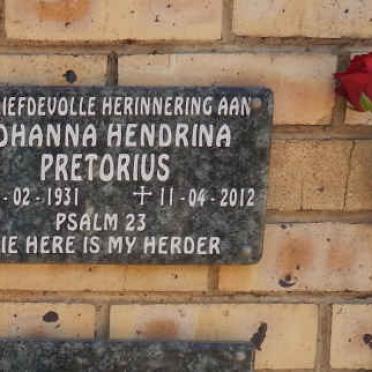 IEFDEVOLLE HERINNERING AAN
OHANNA HENDRINA
PRETORIUS
-02-1931 ✝11-04-2012
PSALM 23
IE HERE IS MY HERDER